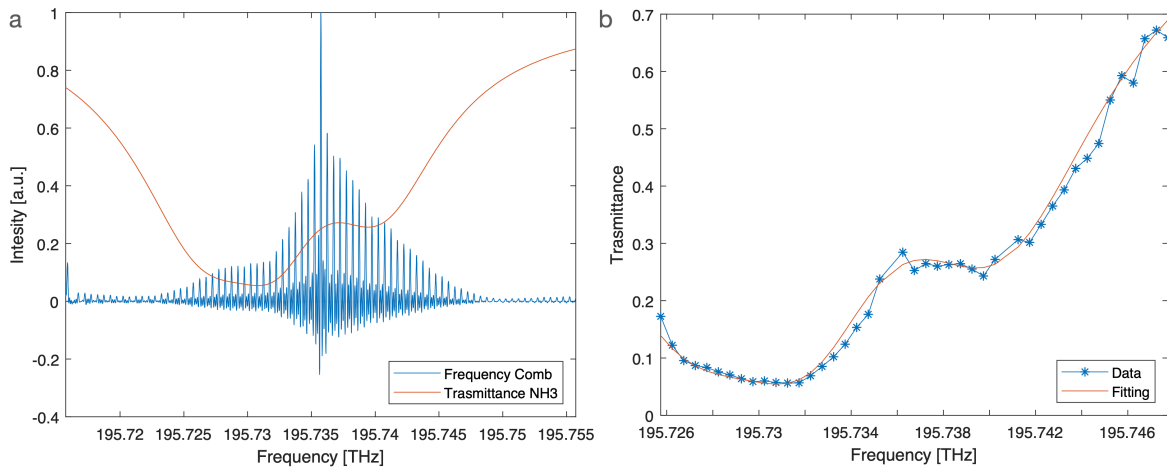 a
Intesity [a.u.]
1
0.8
0.6
0.4
0.2
0
-0.2
-0.4
195.72 195.725 195.73 195.735 195.74 195.745 195.75 195.755
Frequency [THz]
Frequency Comb
Trasmittance NH3
b
Trasmittance
0.7
0.6
0.5
0.4
0.3
0.2
0.1
0
195.726 195.73 195.734 195.738 195.742 195.746
Frequency [THz]
Data
Fitting